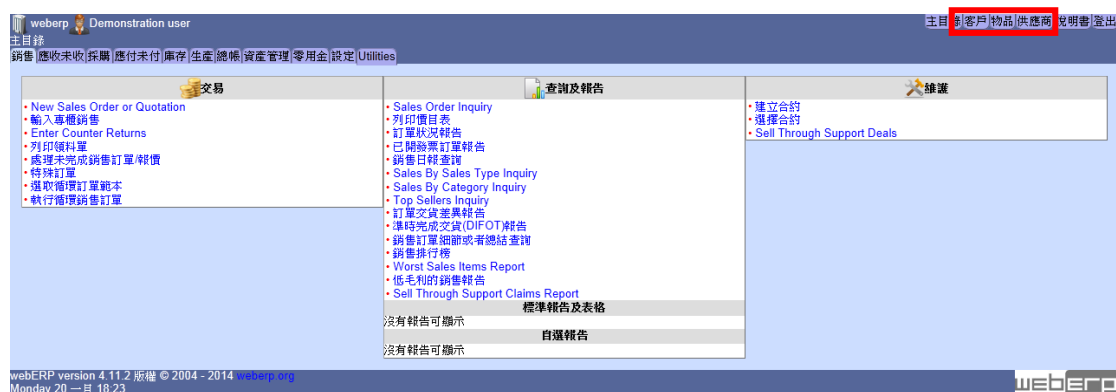 weberp Demonstration user
主目錄 客戶 物品 供應商 說明書 登出
主目錄
銷售 應收未收 採購 應付未付 庫存 生產 總帳 資產管理 零用金 設定 Utilities
交易
New Sales Order or Quotation
輸入專櫃銷售
Enter Counter Returns
列印領料單
處理未完成銷售訂單/報價
特殊訂單
選取循環訂單範本
執行循環銷售訂單
查詢及報告
Sales Order Inquiry
列印價目表
訂單狀況報告
已開發票訂單報告
銷售日報查詢
Sales By Sales Type Inquiry
Sales By Category Inquiry
Top Sellers Inquiry
訂單交貨差異報告
準時完成交貨(DIFOT)報告
銷售訂單細節或者總結查詢
銷售排行榜
Worst Sales Items Report
低毛利的銷售報告
Sell Through Support Claims Report
標準報告及表格
沒有報告可顯示
自選報告
沒有報告可顯示
維護
建立合約
選擇合約
Sell Through Support Deals
webERP version 4.11.2 版權 © 2004 - 2014 weberp.org
Monday 20 一月 18:23
webERP